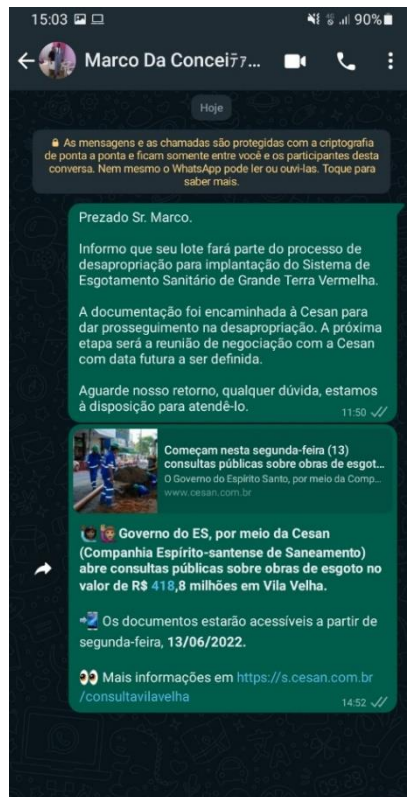 15:03 90%
Marco Da Concei77...
Hoje
As mensagens e as chamadas são protegidas com a criptografia
de ponta a ponta e ficam somente entre você e os participantes desta
conversa. Nem mesmo o WhatsApp pode ler ou ouvi-las. Toque para
saber mais.
Prezado Sr. Marco.
Informo que seu lote fará parte do processo de
desapropriação para implantação do Sistema de
Esgotamento Sanitário de Grande Terra Vermelha.
A documentação foi encaminhada à Cesan para
dar prosseguimento na desapropriação. A próxima
etapa será a reunião de negociação com a Cesan
com data futura a ser definida.
Aguarde nosso retorno, qualquer dúvida, estamos
à disposição para atendê-lo.
11:50
Começam nesta segunda-feira (13)
consultas públicas sobre obras de esgot...
O Governo do Espírito Santo, por meio da Comp...
www.cesan.com.br
Governo do ES, por meio da Cesan
(Companhia Espírito-santense de Saneamento)
abre consultas públicas sobre obras de esgoto no
valor de R$ 418,8 milhões em Vila Velha.
Os documentos estarão acessíveis a partir de
segunda-feira, 13/06/2022.
Mais informações em https://s.cesan.com.br
/consultavilavelha
14:52